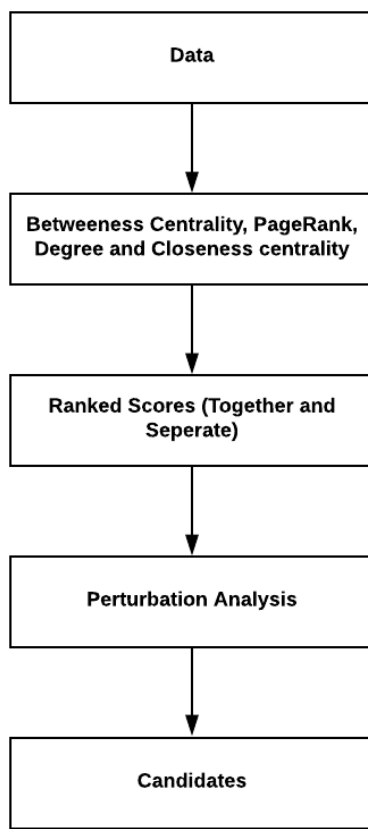 Data
Betweeness Centrality, PageRank,
Degree and Closeness centrality
Ranked Scores (Together and
Seperate)
Perturbation Analysis
Candidates